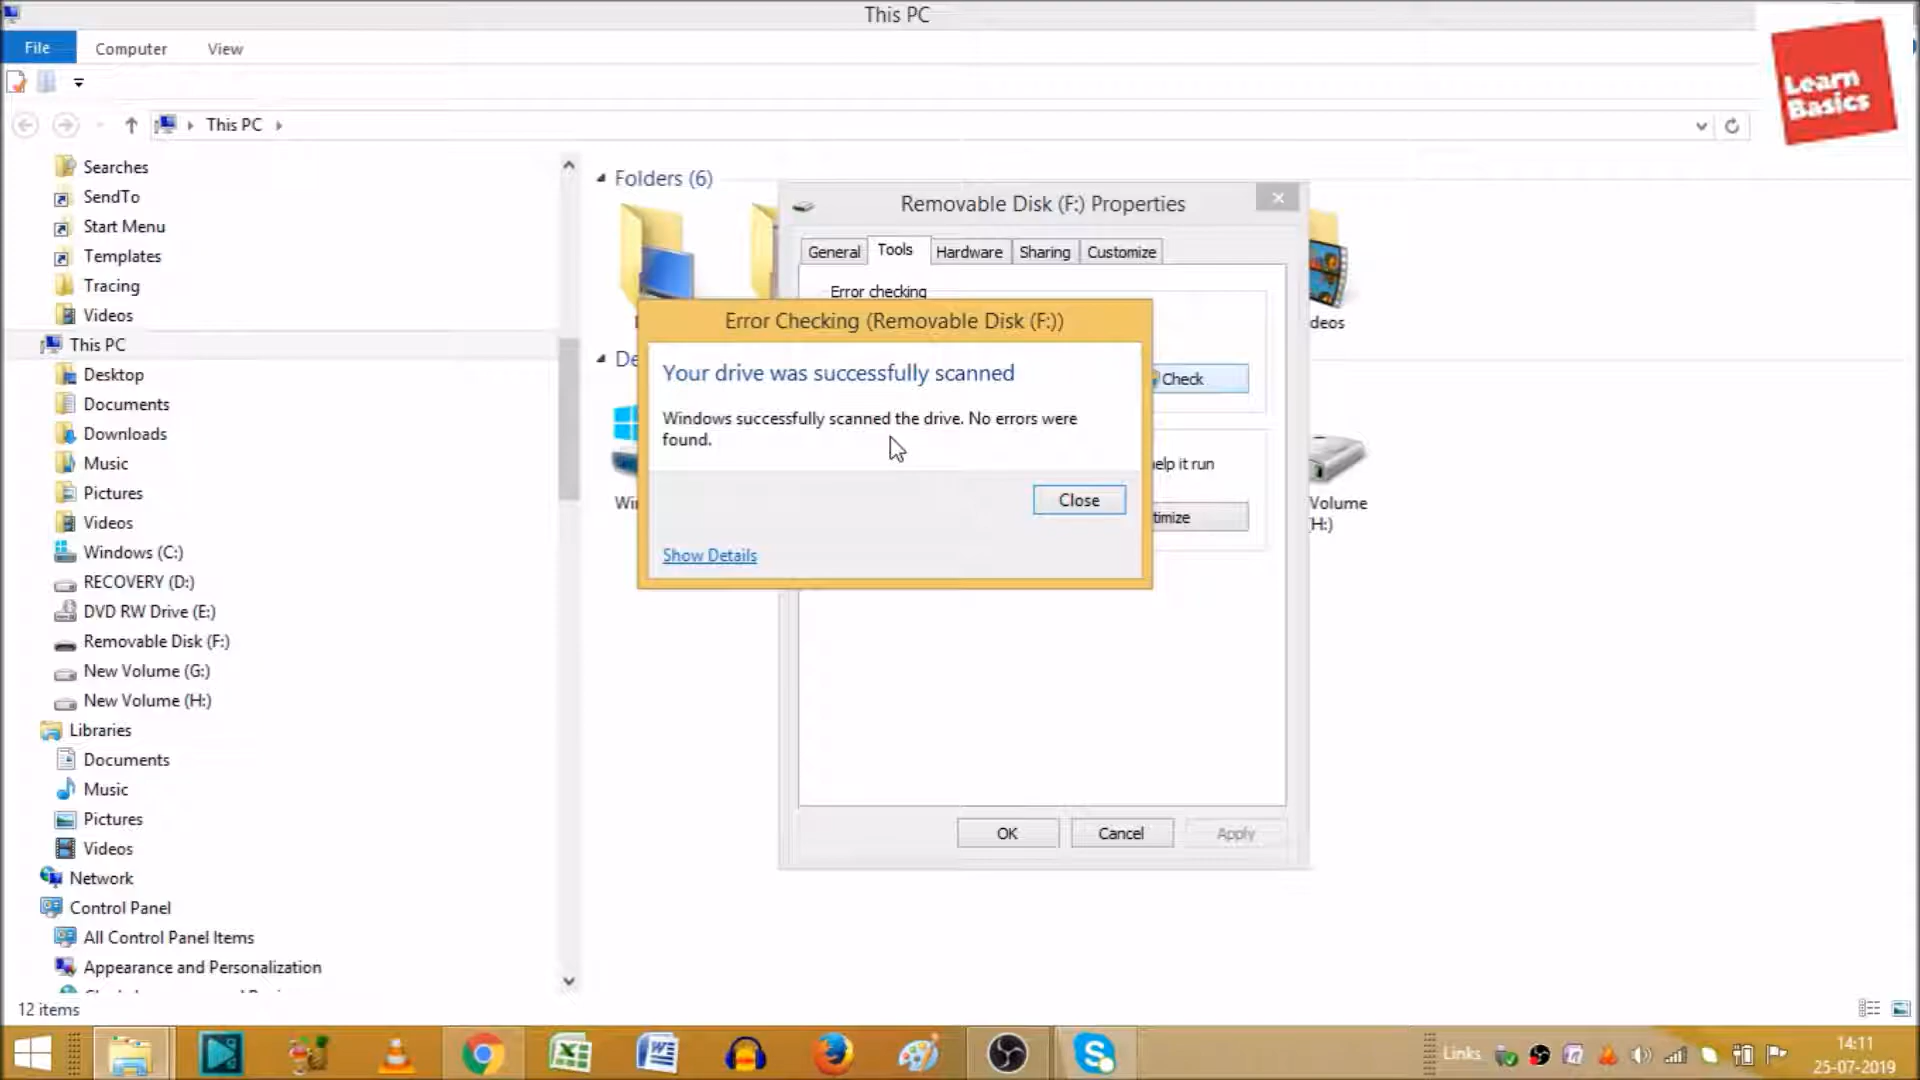 This PC
File
Computer
View
Learn
Basics
This PC
Searches
SendTo
Start Menu
Templates
Tracing
Videos
This PC
Desktop
Documents
Downloads
Music
Pictures
Videos
Windows (C:)
RECOVERY (D:)
DVD RW Drive (E:)
Removable Disk (F:)
New Volume (G:)
New Volume (H:)
Libraries
Documents
Music
Pictures
Videos
Network
Control Panel
All Control Panel Items
Appearance and Personalization
12 items
Folders (6)
deos
De
Wi
Volume
(H:)
Removable Disk (F:) Properties
General
Tools
Hardware
Sharing
Customize
Error checking
Check
elp it run
timize
OK
Cancel
Apply
Error Checking (Removable Disk (F:))
Your drive was successfully scanned
Windows successfully scanned the drive. No errors were
found.
Close
Show Details
Links
14:11
25-07-2019